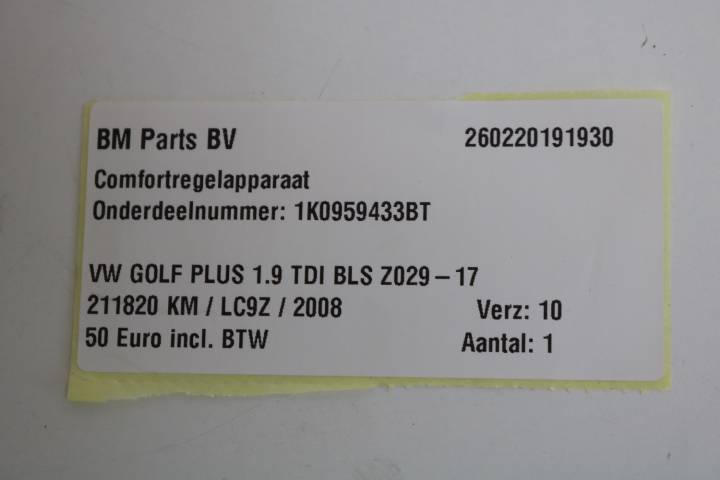 BM Parts BV 260220191930
Comfortregelapparaat
Onderdeelnummer: 1K0959433BT
VW GOLF PLUS 1.9 TDI BLS Z029-17
211820 KM / LC9Z / 2008 Verz: 10
50 Euro incl. BTW Aantal: 1